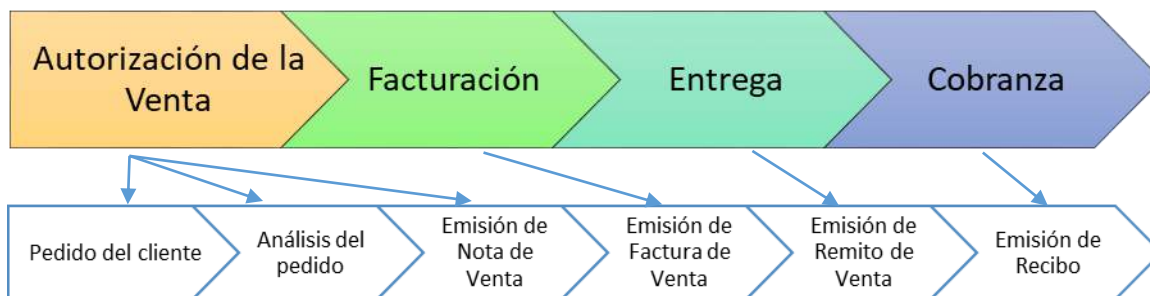 Autorización de la
Venta
Facturación
Entrega
Cobranza
Pedido del cliente
Análisis del
pedido
Emisión de
Nota de
Venta
Emisión de
Factura de
Venta
Emisión de
Remito de
Venta
Emisión de
Recibo